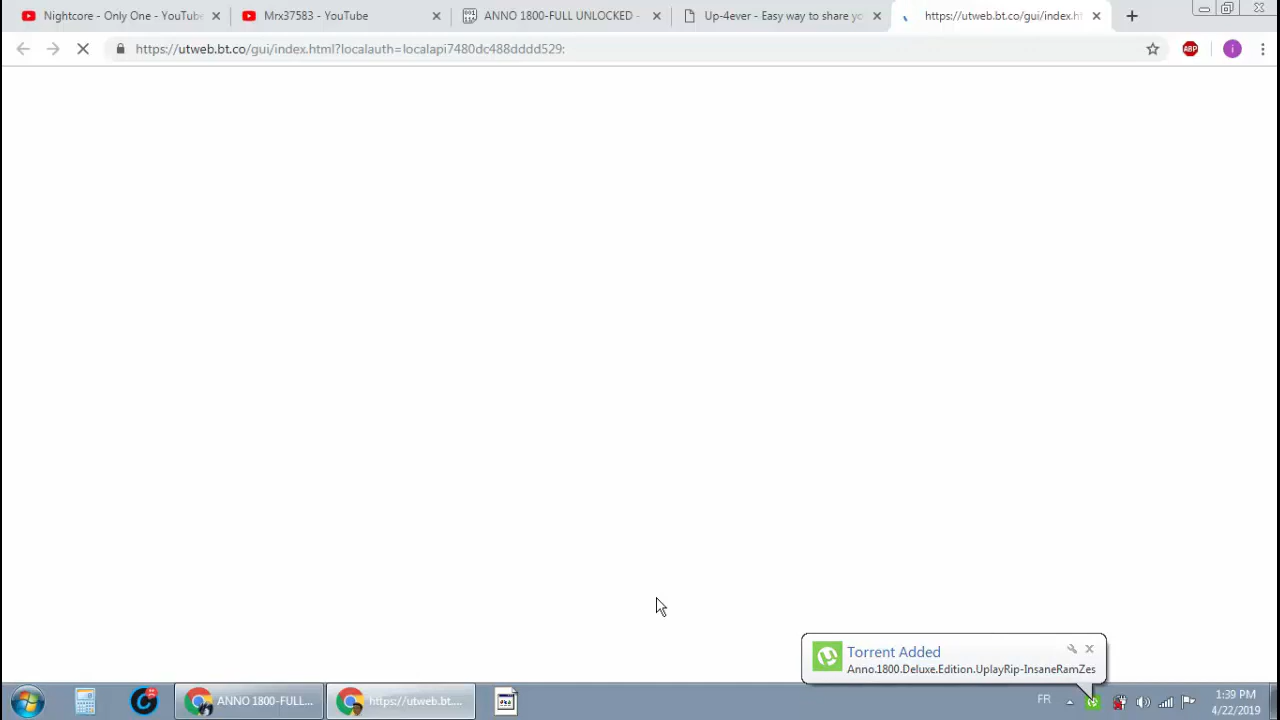 Nightcore - Only One - YouTube
Mrx37583 - YouTube
ANNO 1800-FULL UNLOCKED -
Up-4ever - Easy way to share yo
https://utweb.bt.co/gui/index.ht
https://utweb.bt.co/gui/index.html?localauth=localapi7480dc488dddd529:
ABP
i
Torrent Added
Anno.1800.Deluxe.Edition.UplayRip-InsaneRamZes
ANNO 1800-FULL...
https://utweb.bt....
FR
1:39 PM
4/22/2019